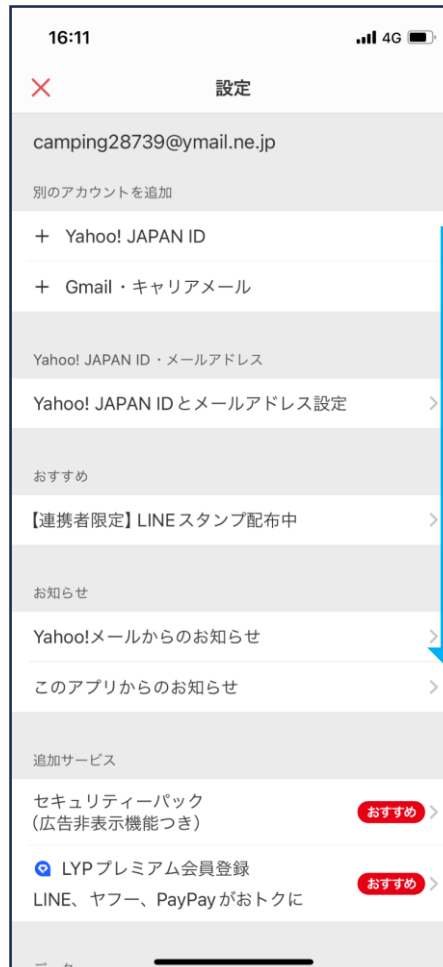 16:11
4G
設定
camping28739@ymail.ne.jp
別のアカウントを追加
+ Yahoo! JAPAN ID
+ Gmail・キャリアメール
Yahoo! JAPAN ID・メールアドレス
Yahoo! JAPAN IDとメールアドレス設定
おすすめ
【連携者限定】LINEスタンプ配布中
お知らせ
Yahoo!メールからのお知らせ
このアプリからのお知らせ
追加サービス
セキュリティーパック
(広告非表示機能つき)
おすすめ
LYPプレミアム会員登録
LINE、ヤフー、PayPayがおトクに
おすすめ